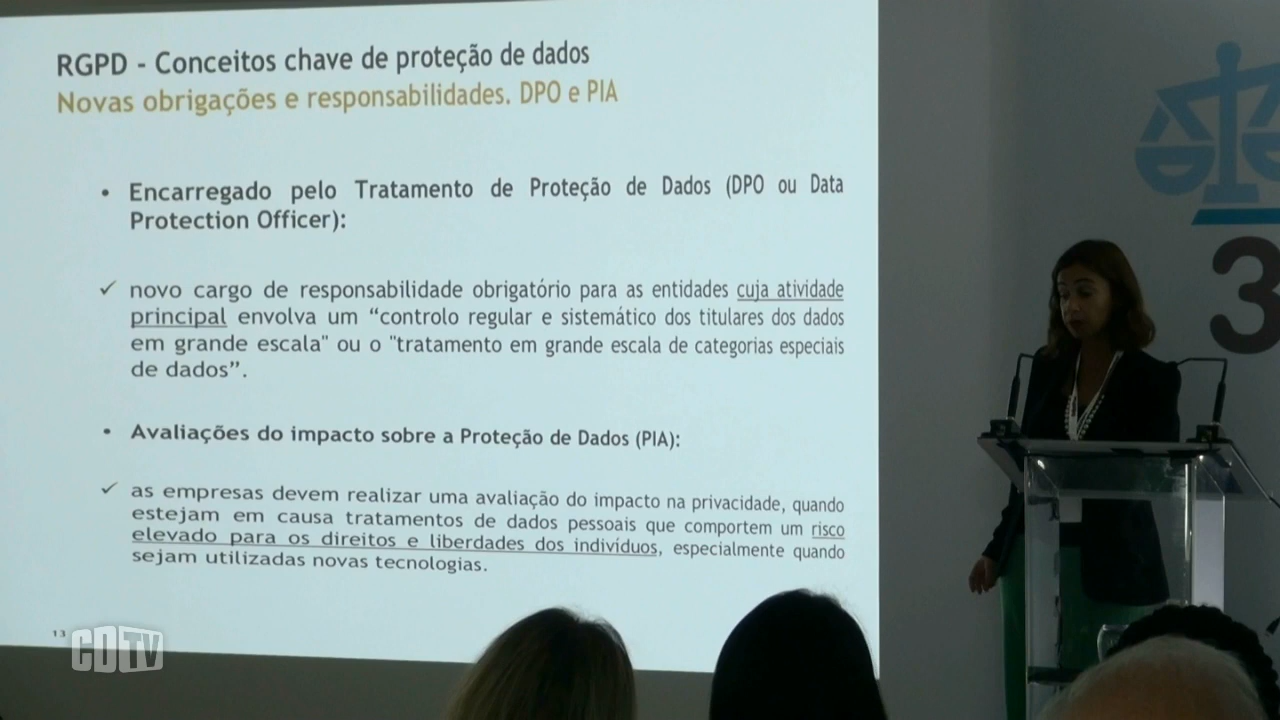 RGPD - Conceitos chave de proteção de dados
Novas obrigações e responsabilidades. DPO e PIA
• Encarregado pelo Tratamento de Proteção de Dados (DPO ou Data
Protection Officer):
✓ novo cargo de responsabilidade obrigatório para as entidades cuja atividade
principal envolva um “controlo regular e sistemático dos titulares dos dados
em grande escala" ou o "tratamento em grande escala de categorias especiais
de dados”.
• Avaliações do impacto sobre a Proteção de Dados (PIA):
✓ as empresas devem realizar uma avaliação do impacto na privacidade, quando
estejam em causa tratamentos de dados pessoais que comportem um risco
elevado para os direitos e liberdades dos indivíduos, especialmente quando
sejam utilizadas novas tecnologias.
13
CDTV
3